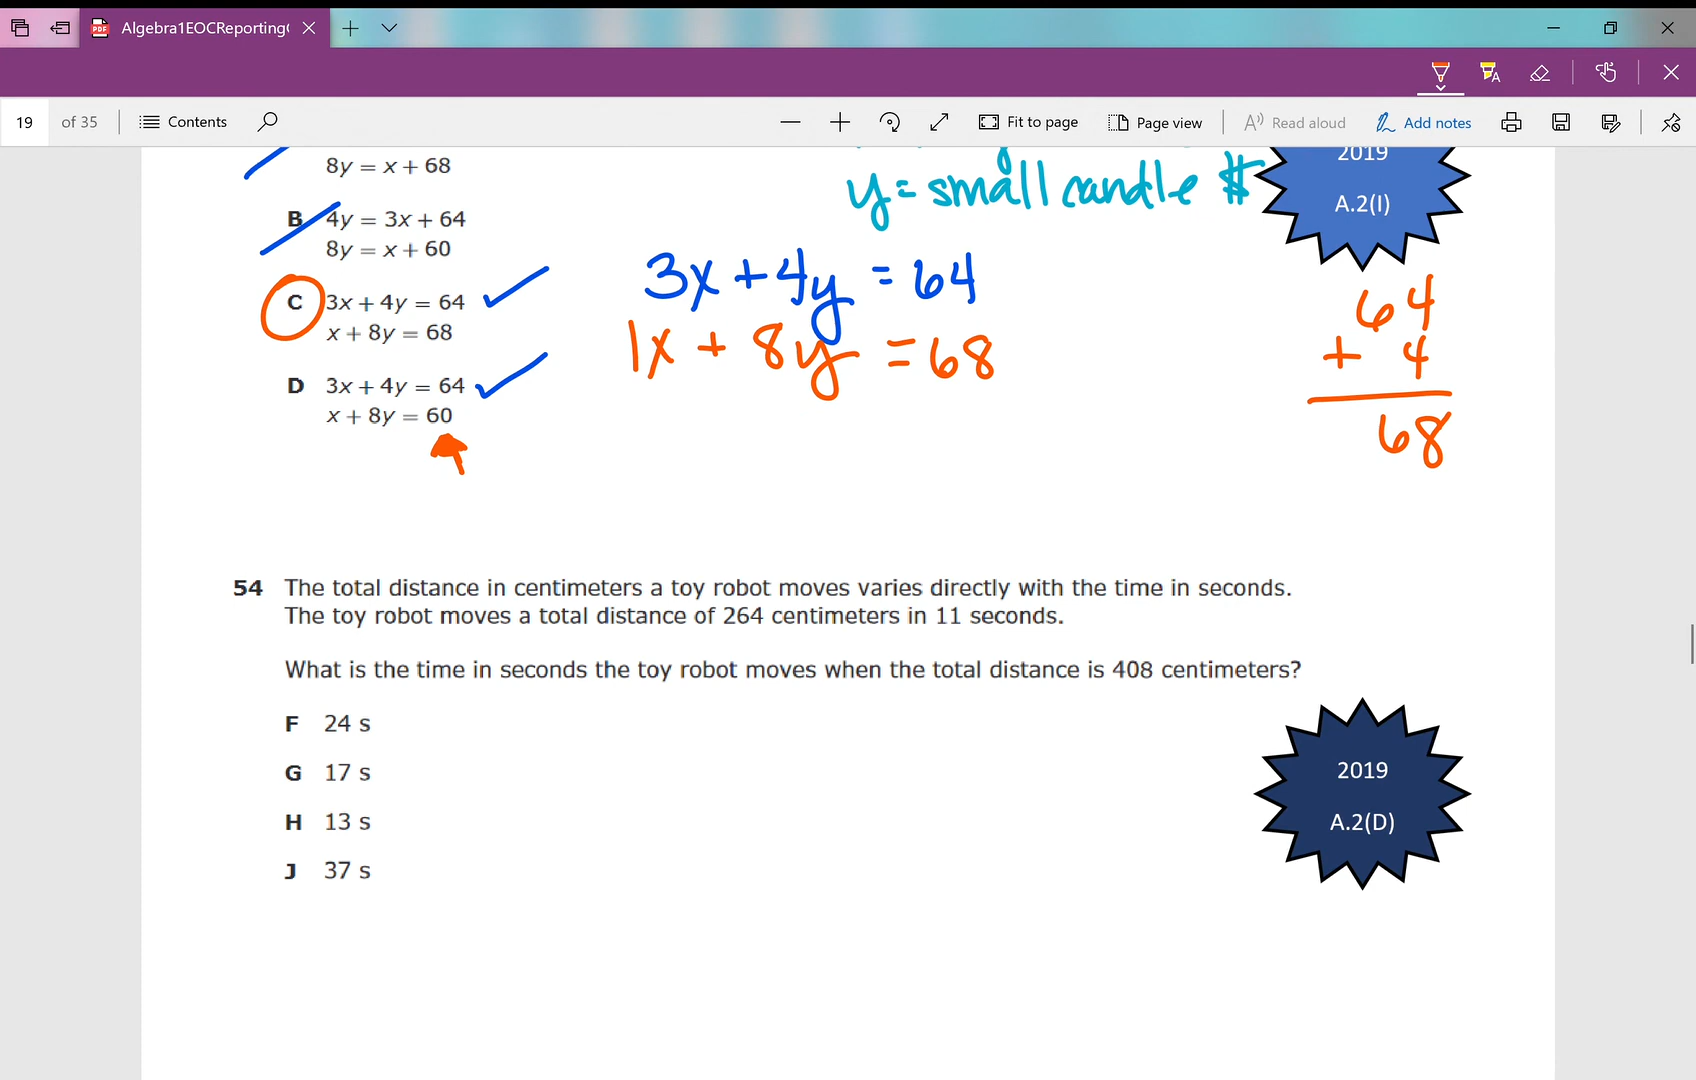 Algebra1EOCReporting(
19 of 35 Contents Fit to page Page view Read aloud Add notes
8y = x + 68
y = small candle $
2019
A.2(I)
B 4y = 3x + 64
8y = x + 60
C 3x + 4y = 64
x + 8y = 68
D 3x + 4y = 64
x + 8y = 60
3x + 4y = 64
1x + 8y = 68
64
+ 4
68
54 The total distance in centimeters a toy robot moves varies directly with the time in seconds.
The toy robot moves a total distance of 264 centimeters in 11 seconds.
What is the time in seconds the toy robot moves when the total distance is 408 centimeters?
F 24 s
G 17 s
H 13 s
J 37 s
2019
A.2(D)